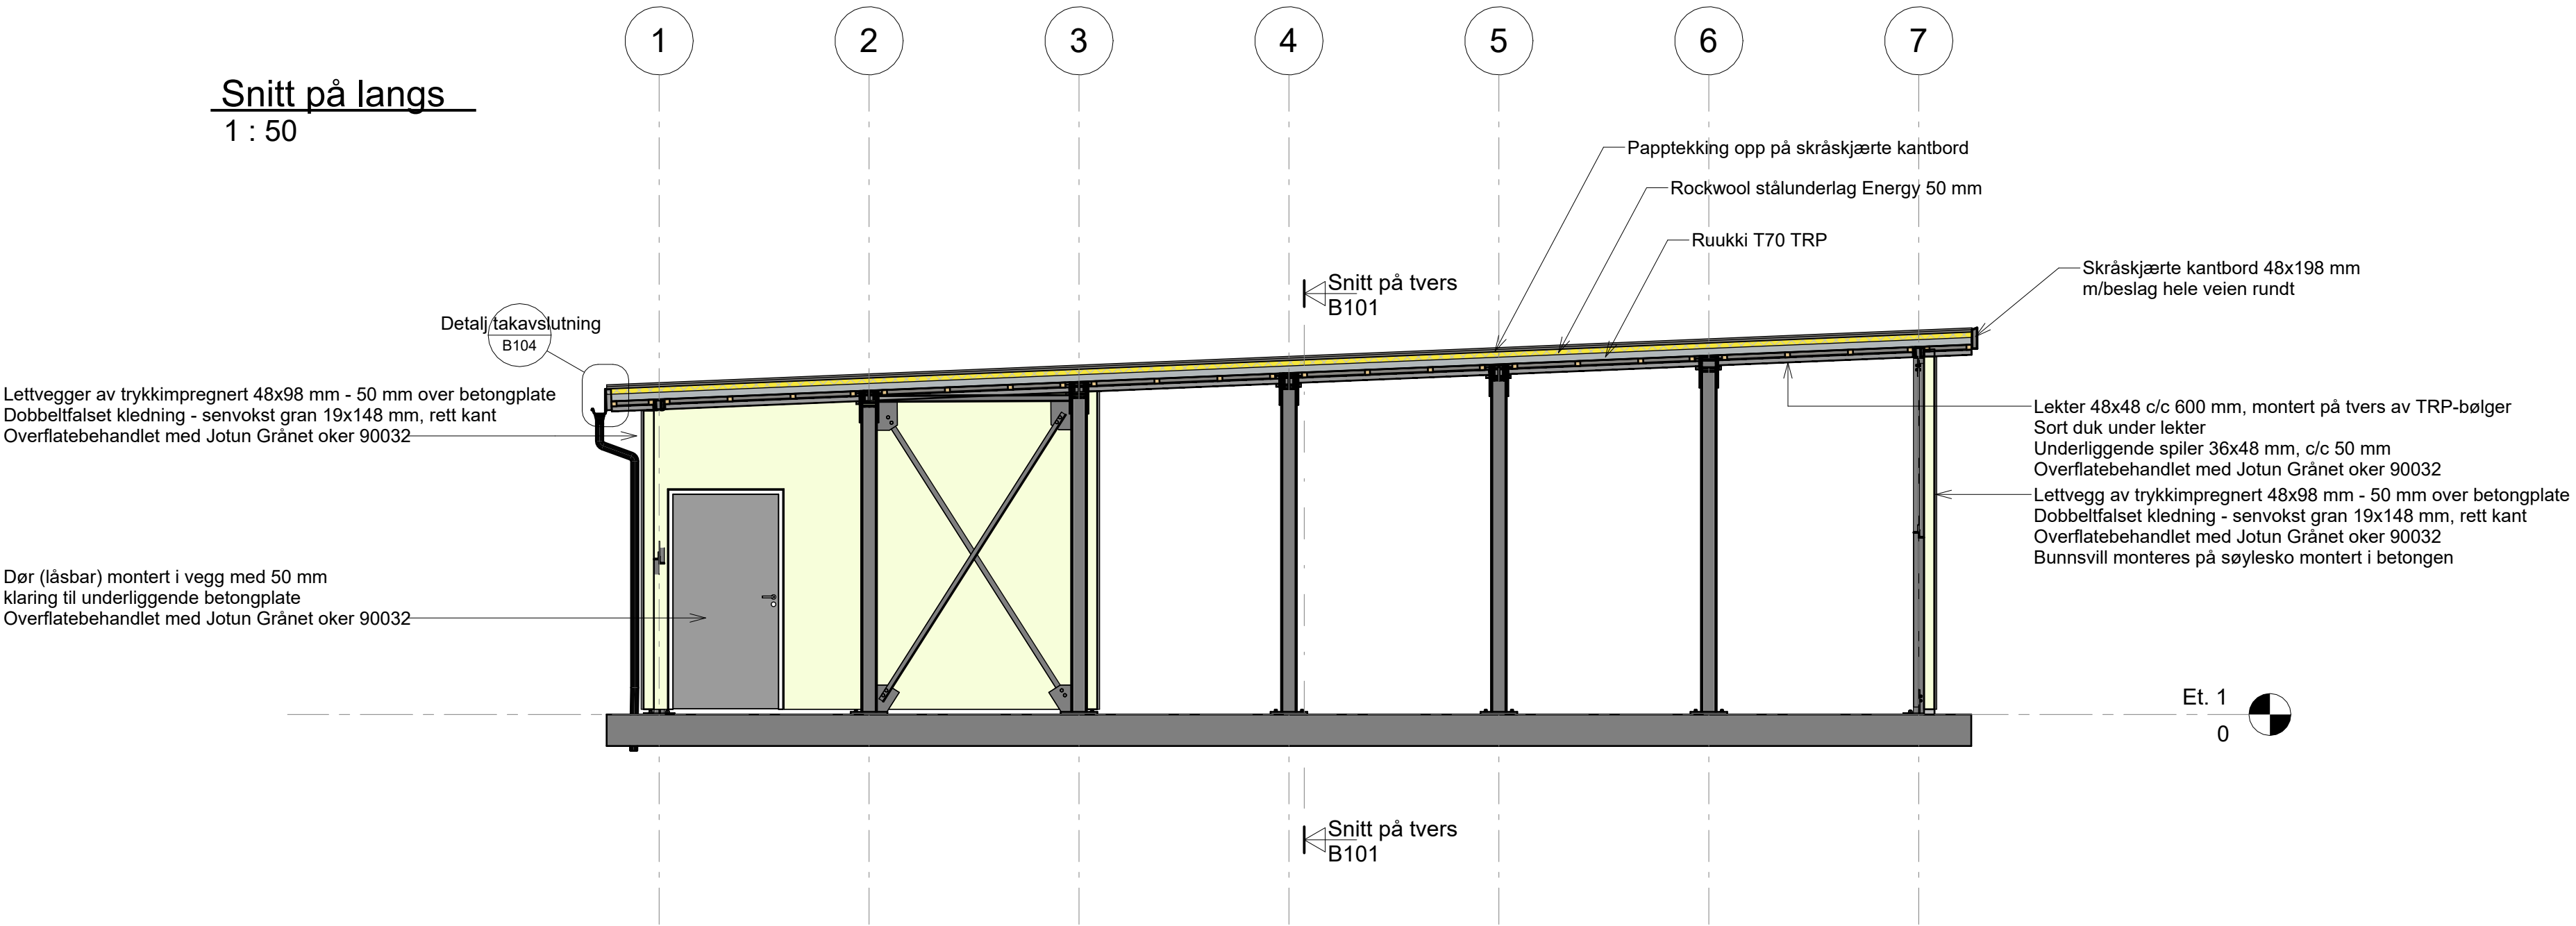 1 2 3 4 5 6 7
Snitt på langs
1 : 50
Papptekking opp på skråskjærte kantbord
Rockwool stålunderlag Energy 50 mm
Ruukki T70 TRP
Skråskjærte kantbord 48x198 mm
m/beslag hele veien rundt
Snitt på tvers
B101
Detalj takavslutning
B104
Lettvegger av trykkimpregnert 48x98 mm - 50 mm over betongplate
Dobbeltfalset kledning - senvokst gran 19x148 mm, rett kant
Overflatebehandlet med Jotun Grånet oker 90032
Lekter 48x48 c/c 600 mm, montert på tvers av TRP-bølger
Sort duk under lekter
Underliggende spiler 36x48 mm, c/c 50 mm
Overflatebehandlet med Jotun Grånet oker 90032
Lettvegg av trykkimpregnert 48x98 mm - 50 mm over betongplate
Dobbeltfalset kledning - senvokst gran 19x148 mm, rett kant
Overflatebehandlet med Jotun Grånet oker 90032
Bunnsvill monteres på søylesko montert i betongen
Dør (låsbar) montert i vegg med 50 mm
klaring til underliggende betongplate
Overflatebehandlet med Jotun Grånet oker 90032
Et. 1
0
Snitt på tvers
B101